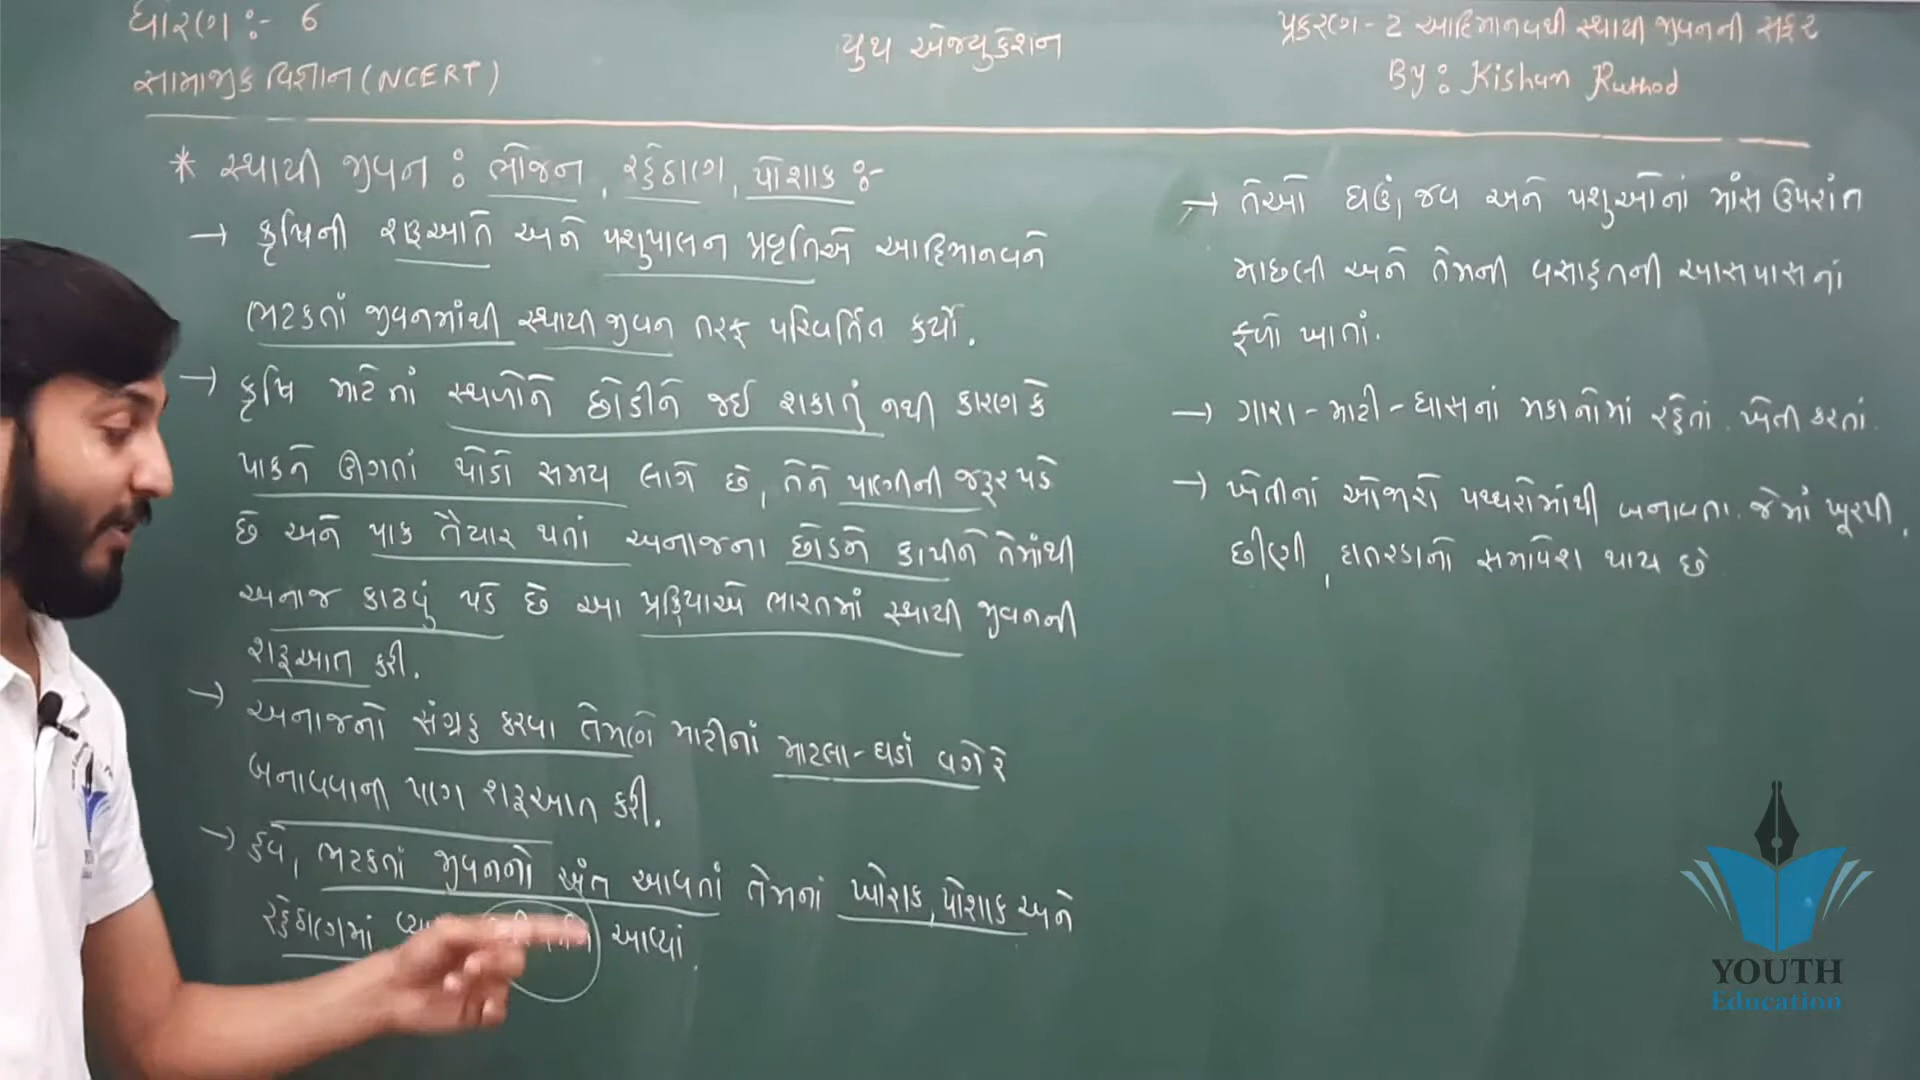 ધોરણ :- 6
સામાજીક વિજ્ઞાન (NCERT)
યુથ એજ્યુકેશન
પ્રકરણ - 2 આદિમાનવથી સ્થાયી જીવનની સફર
By : Kishan Rathod
* સ્થાયી જીવન : ભોજન, રહેઠાણ, પોશાક :-
→ કૃષિની શરૂઆત અને પશુપાલન પ્રવૃતિએ આદિમાનવને
ભટકતાં જીવનમાંથી સ્થાયી જીવન તરફ પરિવર્તિત કર્યો.
→ કૃષિ માટેનાં સ્થળોને છોડીને જઈ શકાતું નથી કારણ કે
પાકને ઊગતાં થોડો સમય લાગે છે, તેને પાણીની જરૂર પડે
છે અને પાક તૈયાર થતાં અનાજના છોડને કાપીને તેમાંથી
અનાજ કાઢવું પડે છે આ પ્રક્રિયાએ ભારતમાં સ્થાયી જીવનની
શરૂઆત કરી.
→ અનાજનો સંગ્રહ કરવા તેમણે માટીનાં માટલા-ઘડાં વગેરે
બનાવવાની પણ શરૂઆત કરી.
→ હવે, ભટકતાં જીવનનો અંત આવતાં તેમનાં ખોરાક, પોશાક અને
રહેઠાણમાં આવ્યાં.
→ તેઓ ઘઉં, જવ અને પશુઓનાં માંસ ઉપરાંત
માછલી અને તેમની વસાહતની આસપાસનાં
ફળો ખાતાં.
→ ગારા-માટી-ઘાસનાં મકાનોમાં રહેતાં. ખેતી કરતાં.
→ ખેતીનાં ઓજારો પથ્થરોમાંથી બનાવતા. જેમાં ખૂરપી,
છીણી, દાતરડાનો સમાવેશ થાય છે
YOUTH
Education